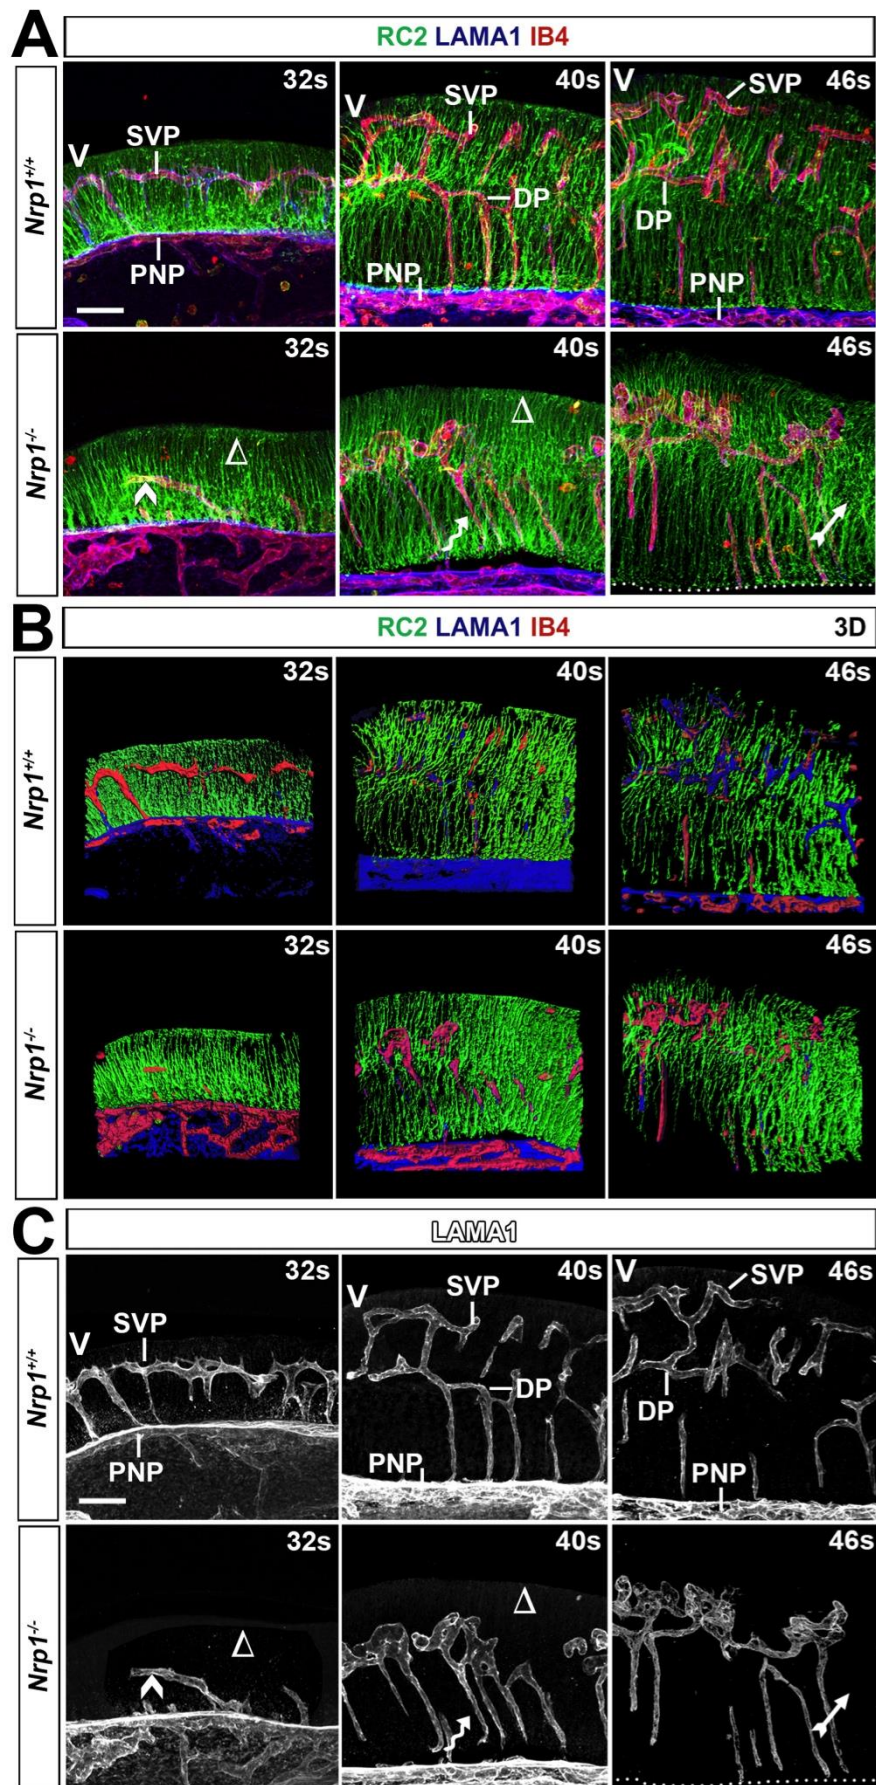 A
RC2 LAMA1 IB4
Nrp1+/+
32s
V
SVP
PNP
40s
V
SVP
DP
PNP
46s
V
SVP
DP
PNP
Nrp1-/-
32s
40s
46s
B
RC2 LAMA1 IB4 3D
Nrp1+/+
32s
40s
46s
Nrp1-/-
32s
40s
46s
C
LAMA1
Nrp1+/+
32s
V
SVP
PNP
40s
V
SVP
DP
PNP
46s
V
SVP
DP
PNP
Nrp1-/-
32s
40s
46s